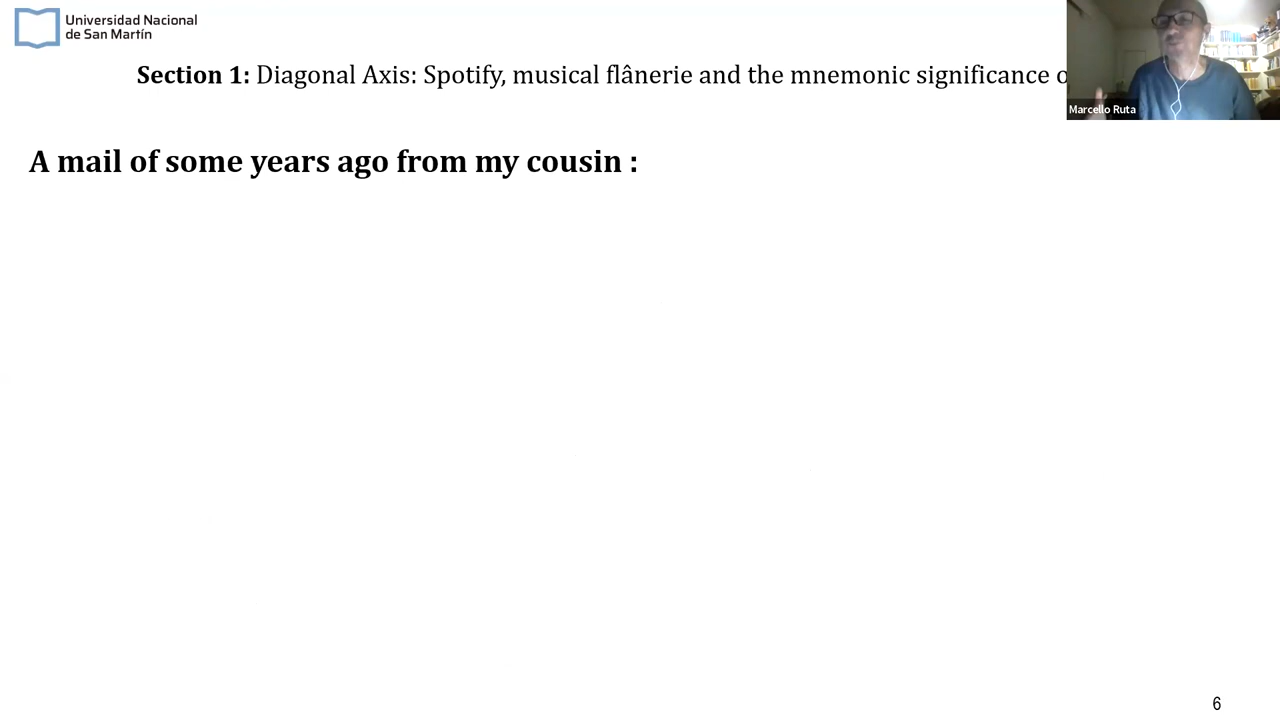 Universidad Nacional
de San Martín
Section 1: Diagonal Axis: Spotify, musical flânerie and the mnemonic significance
Marcello Ruta
A mail of some years ago from my cousin :
6